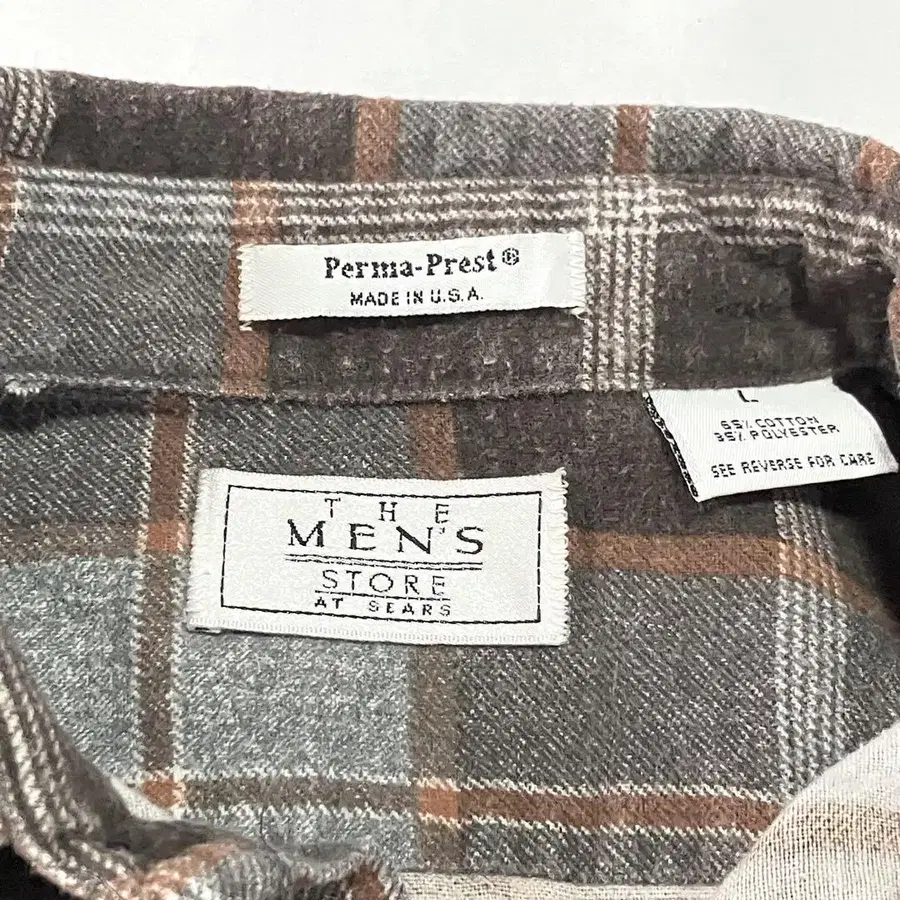 Perma-Prest®
MADE IN U.S.A.
L
65% COTTON
35% POLYESTER
SEE REVERSE FOR CARE
THE
MEN'S
STORE
AT SEARS